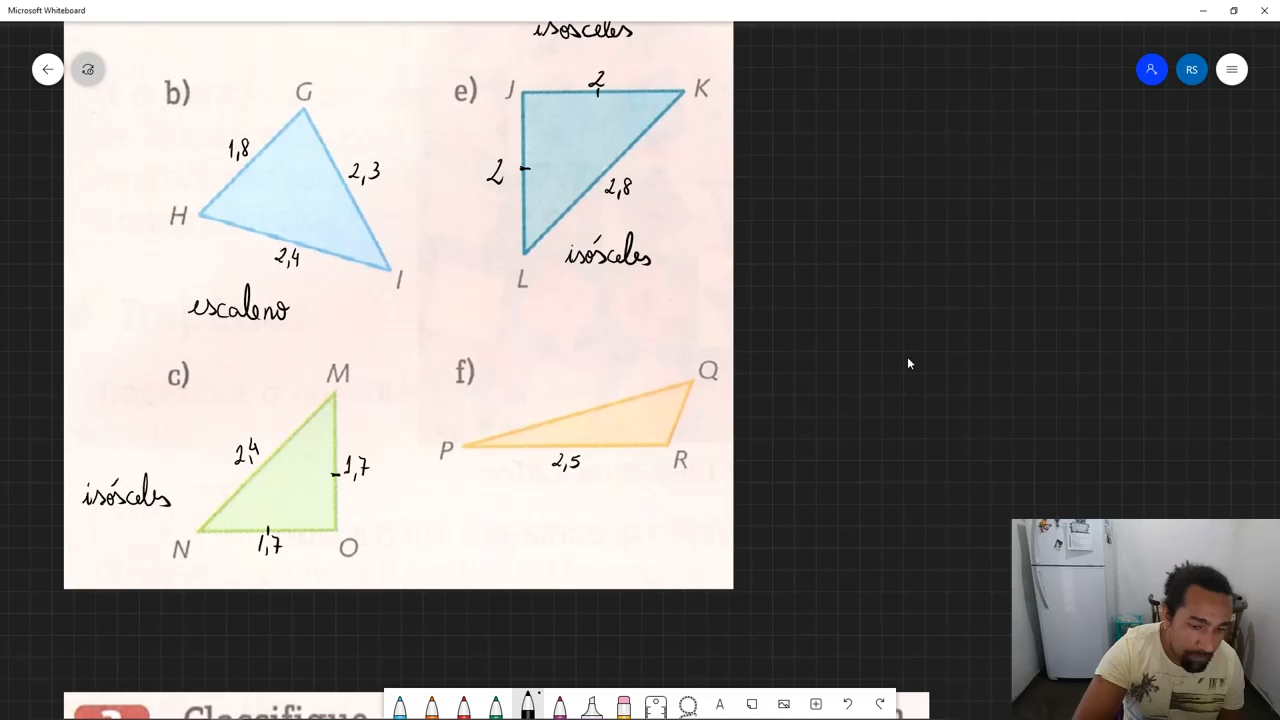 Microsoft Whiteboard
isósceles
RS
b)
G
1,8
2,3
H
2,4
I
escaleno
e)
J
2
K
2
2,8
L
isósceles
c)
M
2,4
1,7
isósceles
N
1,7
O
f)
Q
P
2,5
R
Classifique
A